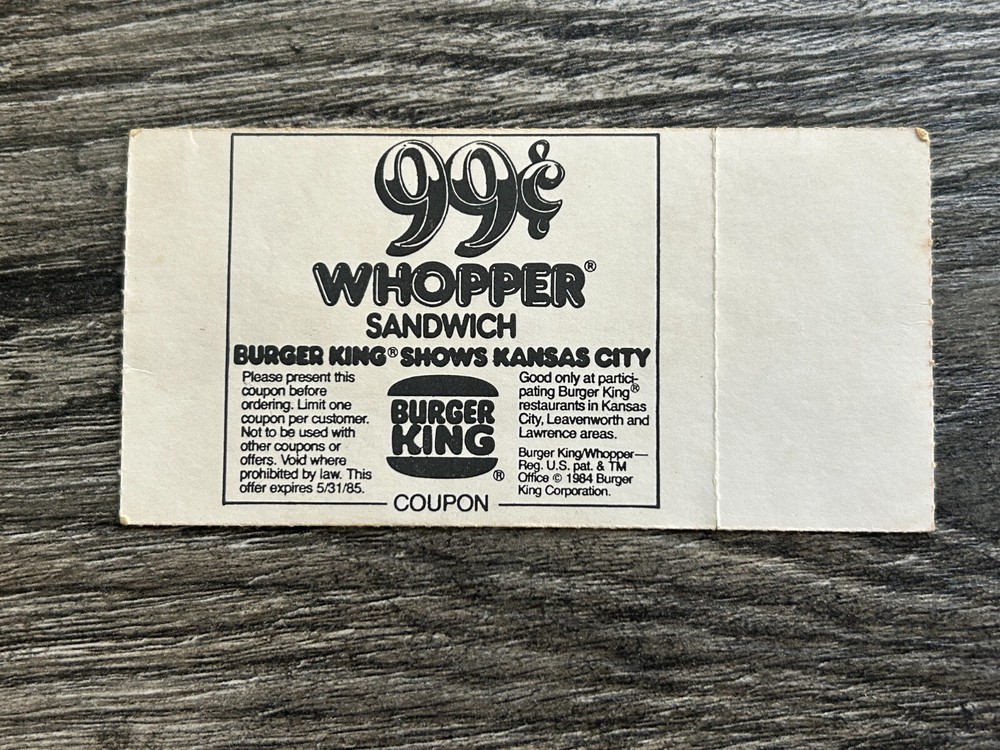 99¢
WHOPPER®
SANDWICH
BURGER KING® SHOWS KANSAS CITY
Please present this
coupon before
ordering. Limit one
coupon per customer.
Not to be used with
other coupons or
offers. Void where
prohibited by law. This
offer expires 5/31/85.
BURGER
KING
®
Good only at partici-
pating Burger King®
restaurants in Kansas
City, Leavenworth and
Lawrence areas.
Burger King/Whopper—
Reg. U.S. pat. & TM
Office © 1984 Burger
King Corporation.
COUPON